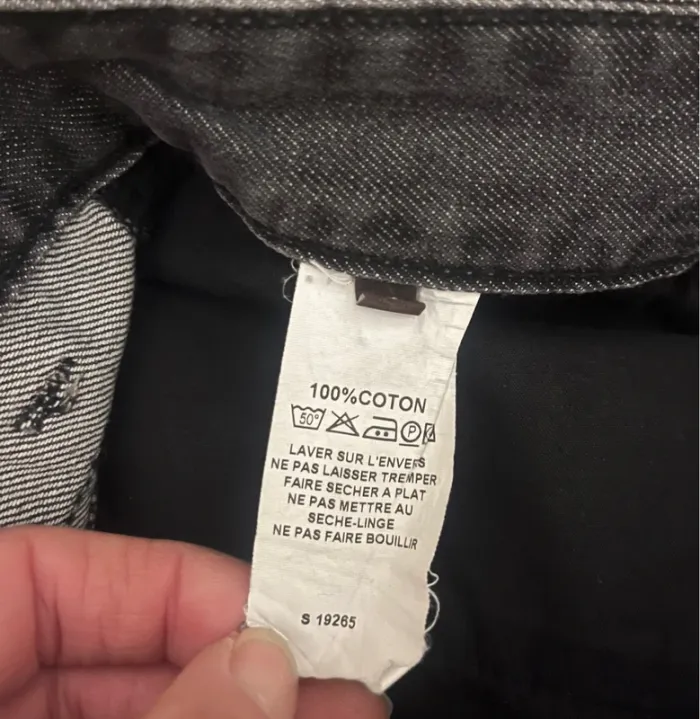 100%COTON
50° P
LAVER SUR L'ENVERS
NE PAS LAISSER TREMPER
FAIRE SECHER A PLAT
NE PAS METTRE AU
SECHE-LINGE
NE PAS FAIRE BOUILLIR
S 19265